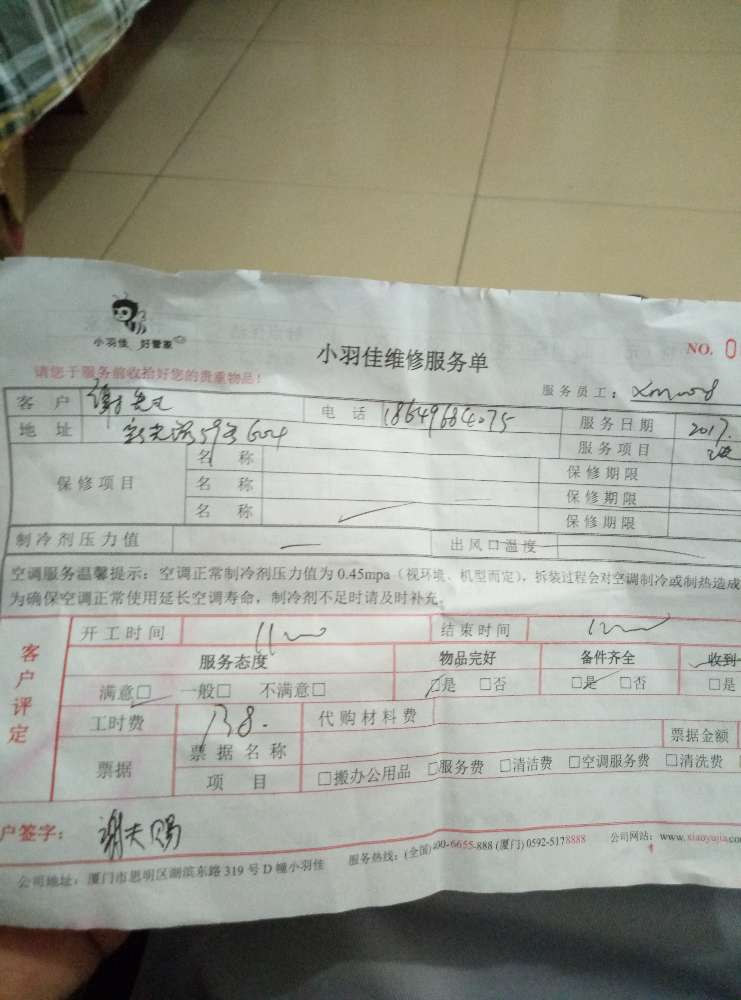 小羽佳 好管家
小羽佳维修服务单
NO. 0
请您于服务前收拾好您的贵重物品！
服务员工：
客户 谢先生 电话 18649684075 服务日期 2017.
地址 59号604 服务项目
保修项目 名称 保修期限
名称 保修期限
名称 保修期限
制冷剂压力值 出风口温度
空调服务温馨提示：空调正常制冷剂压力值为 0.45mpa（视环境、机型而定），拆装过程会对空调制冷或制热造成
为确保空调正常使用延长空调寿命，制冷剂不足时请及时补充。
客户评定
开工时间 结束时间
服务态度 物品完好 备件齐全 收到
满意□ 一般□ 不满意□ □是 □否 □是 □否 □是
工时费 138. 代购材料费
票据 票据名称 票据金额
项目 □搬办公用品 □服务费 □清洁费 □空调服务费 □清洗费
户签字： 谢天赐
公司地址：厦门市思明区湖滨东路 319 号 D 幢小羽佳 服务热线：(全国)400-6655-888 (厦门)0592-5178888 公司网站：www.xiaoyujia.co